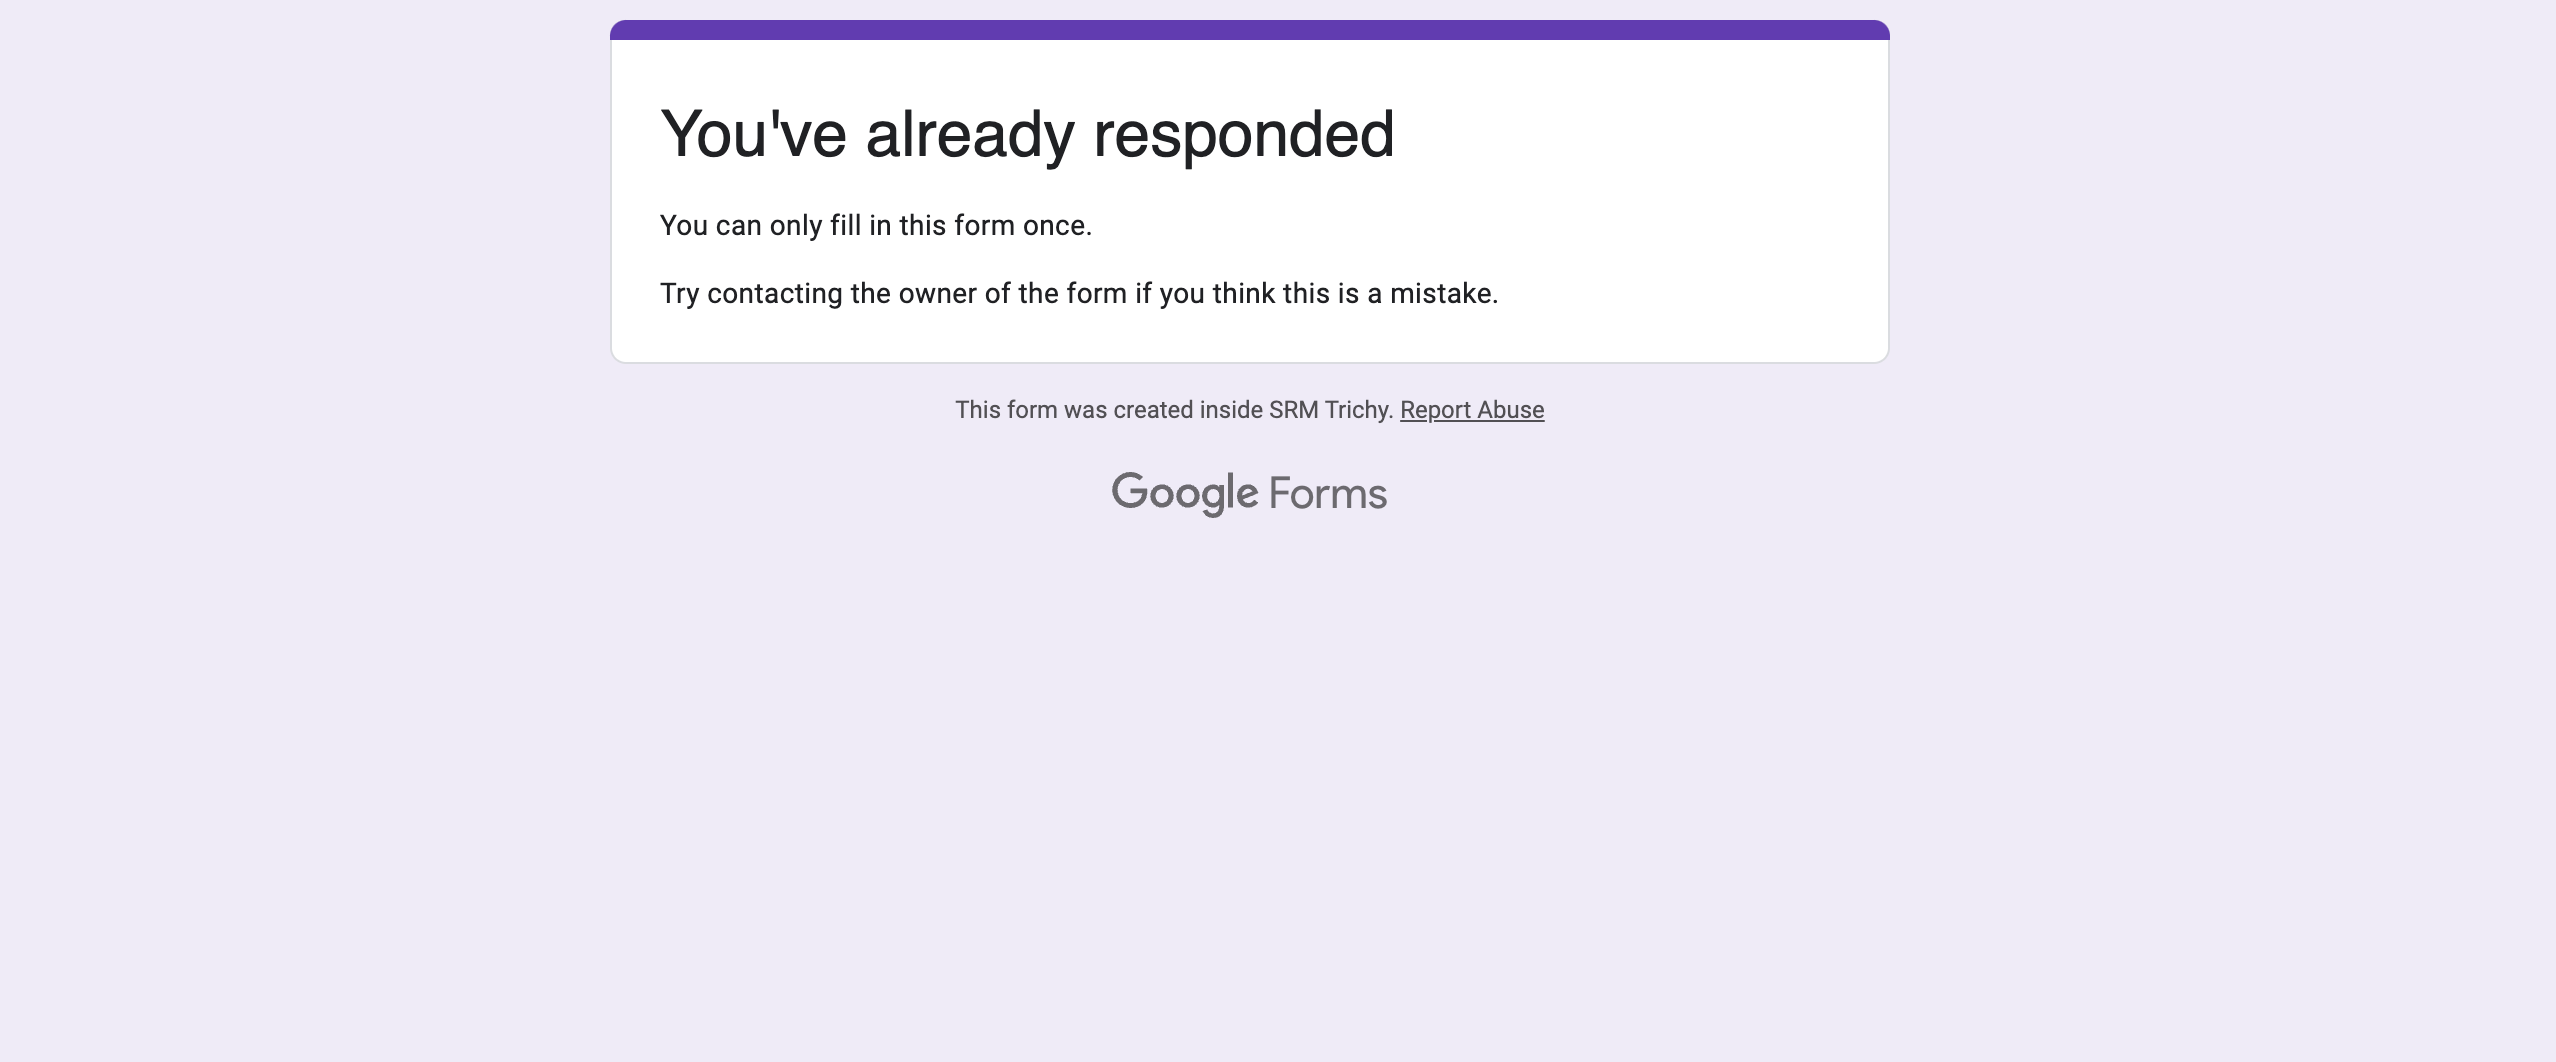 You've already responded
You can only fill in this form once.
Try contacting the owner of the form if you think this is a mistake.
This form was created inside SRM Trichy. Report Abuse
Google Forms